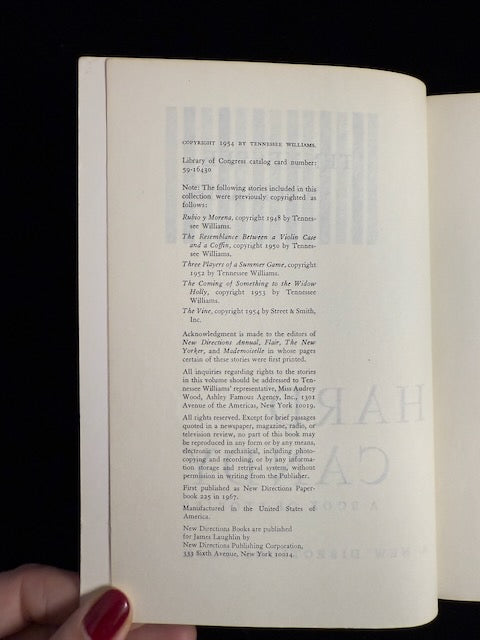 COPYRIGHT 1954 BY TENNESSEE WILLIAMS.
Library of Congress catalog card number:
59-16430
Note: The following stories included in this
collection were previously copyrighted as
follows:
Rubio y Morena, copyright 1948 by Tennes-
see Williams.
The Resemblance Between a Violin Case
and a Coffin, copyright 1950 by Tennes-
see Williams.
Three Players of a Summer Game, copyright
1952 by Tennessee Williams.
The Coming of Something to the Widow
Holly, copyright 1953 by Tennessee
Williams.
The Vine, copyright 1954 by Street & Smith,
Inc.
Acknowledgment is made to the editors of
New Directions Annual, Flair, The New
Yorker, and Mademoiselle in whose pages
certain of these stories were first printed.
All inquiries regarding rights to the stories
in this volume should be addressed to Ten-
nessee Williams' representative, Miss Audrey
Wood, Ashley Famous Agency, Inc., 1301
Avenue of the Americas, New York 10019.
All rights reserved. Except for brief passages
quoted in a newspaper, magazine, radio, or
television review, no part of this book may
be reproduced in any form or by any means,
electronic or mechanical, including photo-
copying and recording, or by any informa-
tion storage and retrieval system, without
permission in writing from the Publisher.
First published as New Directions Paper-
book 225 in 1967.
Manufactured in the United States of
America.
New Directions Books are published
for James Laughlin by
New Directions Publishing Corporation,
333 Sixth Avenue, New York 10014.